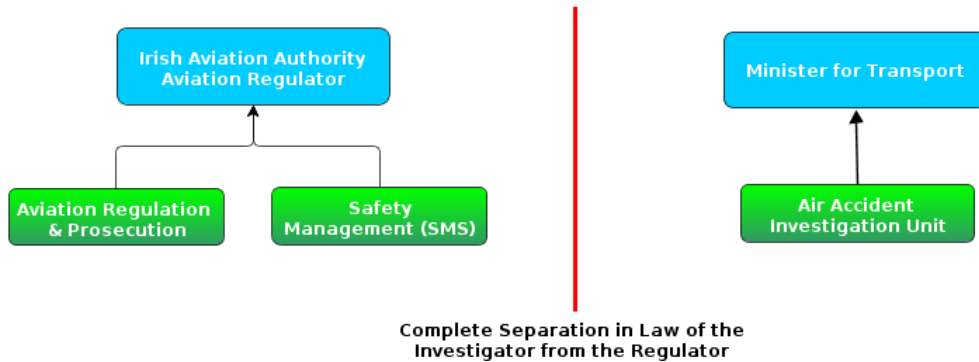 Irish Aviation Authority
Aviation Regulator
Minister for Transport
Aviation Regulation
& Prosecution
Safety
Management (SMS)
Air Accident
Investigation Unit
Complete Separation in Law of the
Investigator from the Regulator